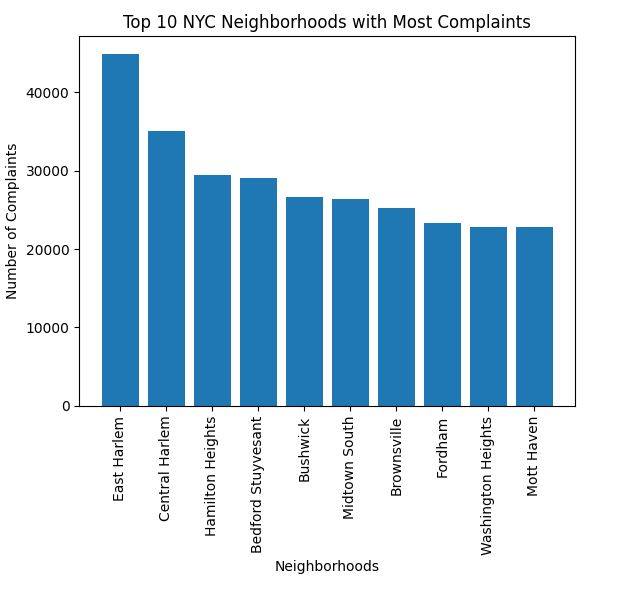 Top 10 NYC Neighborhoods with Most Complaints
Number of Complaints
40000
30000
20000
10000
0
East Harlem
Central Harlem
Hamilton Heights
Bedford Stuyvesant
Bushwick
Midtown South
Brownsville
Fordham
Washington Heights
Mott Haven
Neighborhoods